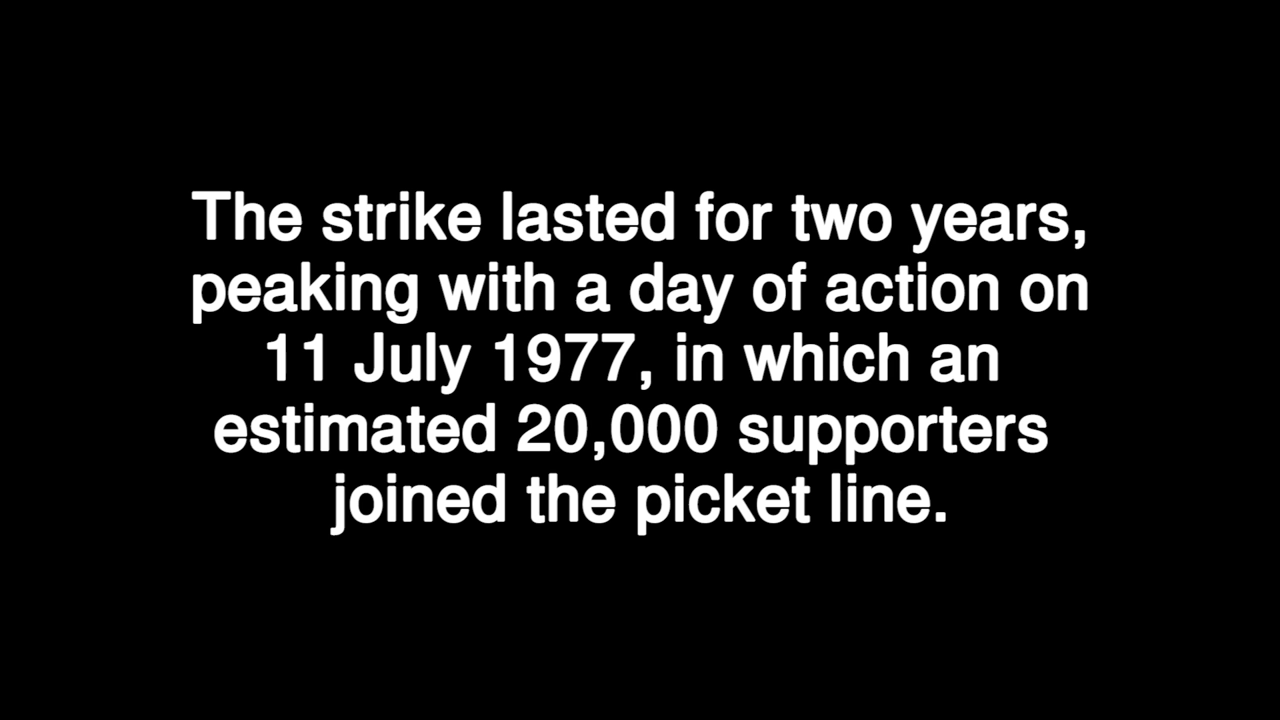 The strike lasted for two years,
peaking with a day of action on
11 July 1977, in which an
estimated 20,000 supporters
joined the picket line.